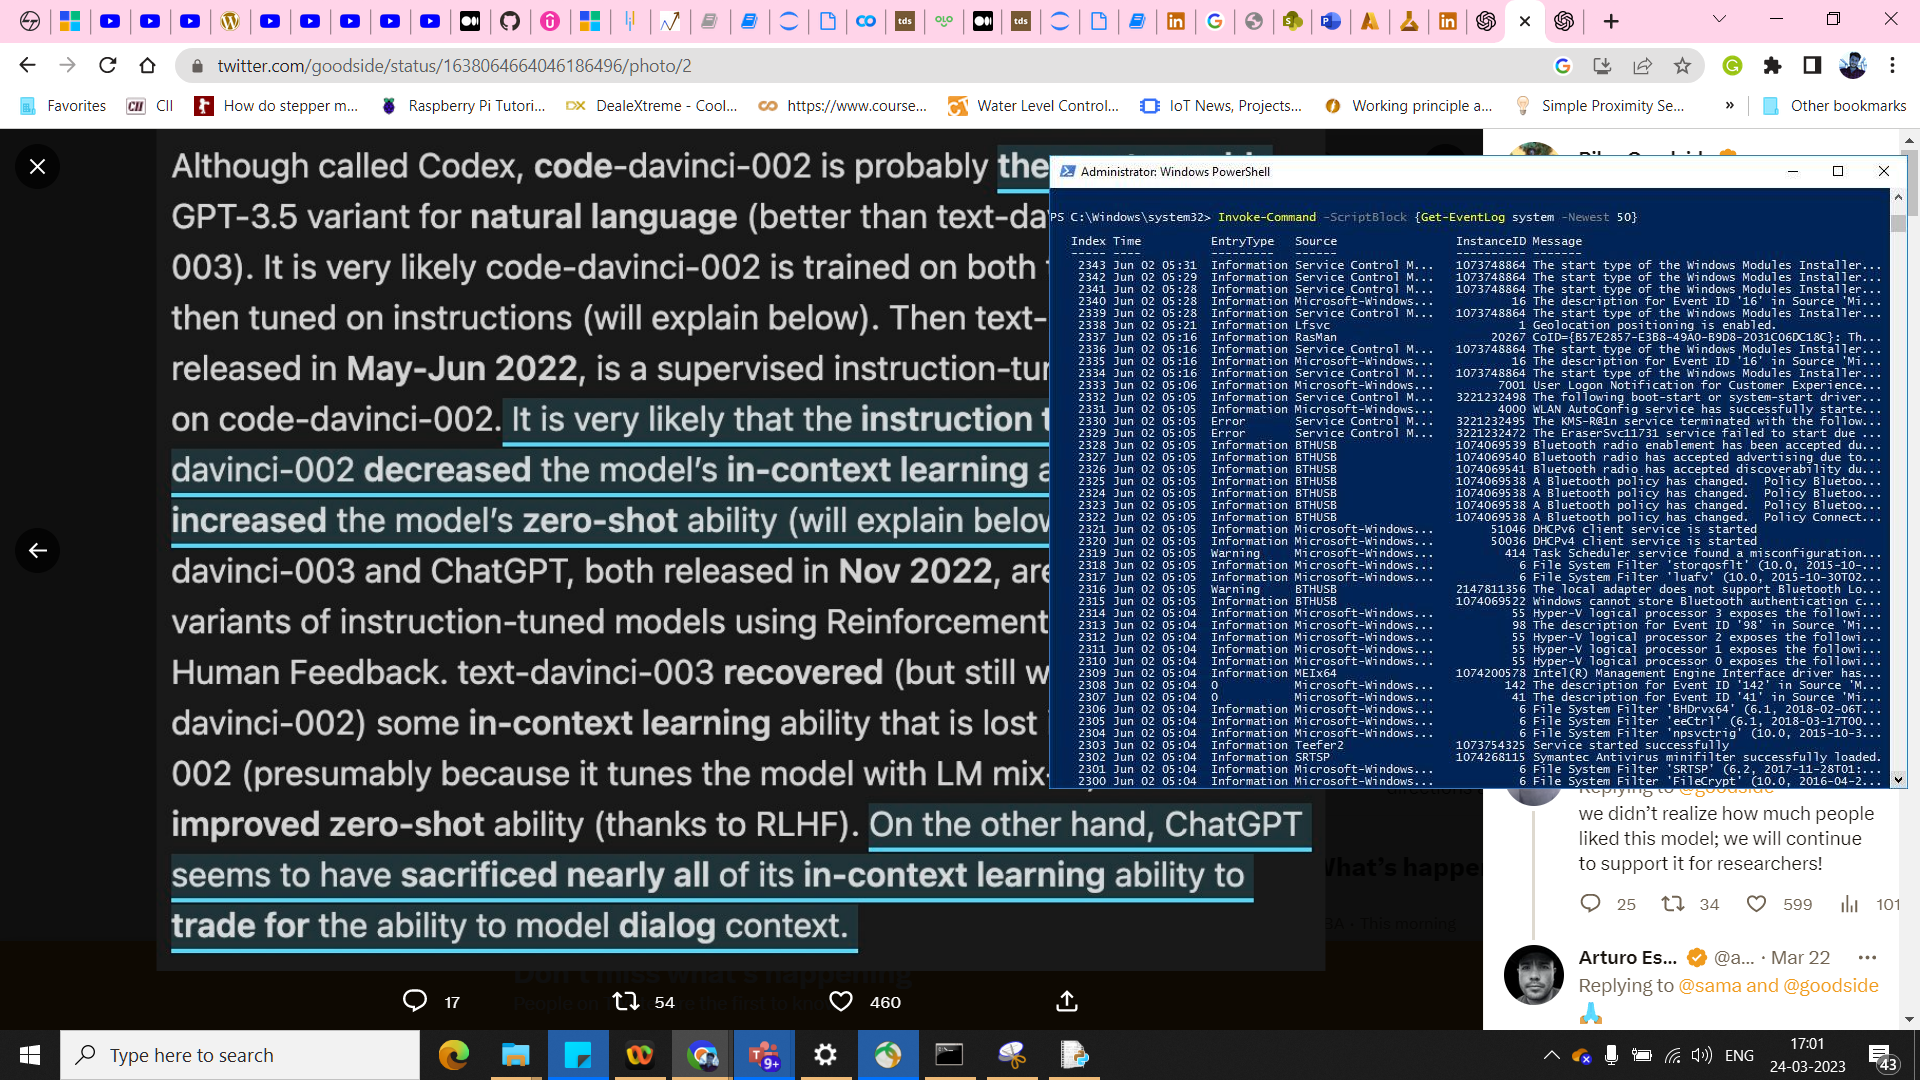 twitter.com/goodside/status/1638064664046186496/photo/2
Favorites
CII
How do stepper m...
Raspberry Pi Tutori...
DealeXtreme - Cool...
https://www.course...
Water Level Control...
IoT News, Projects...
Working principle a...
Simple Proximity Se...
»
Other bookmarks
Although called Codex, code-davinci-002 is probably the
GPT-3.5 variant for natural language (better than text-da
003). It is very likely code-davinci-002 is trained on both
then tuned on instructions (will explain below). Then text-
released in May-Jun 2022, is a supervised instruction-tu
on code-davinci-002. It is very likely that the instruction t
davinci-002 decreased the model's in-context learning a
increased the model's zero-shot ability (will explain below
davinci-003 and ChatGPT, both released in Nov 2022, are
variants of instruction-tuned models using Reinforcement
Human Feedback. text-davinci-003 recovered (but still w
davinci-002) some in-context learning ability that is lost
002 (presumably because it tunes the model with LM mix-
improved zero-shot ability (thanks to RLHF). On the other hand, ChatGPT
seems to have sacrificed nearly all of its in-context learning ability to
trade for the ability to model dialog context.
17
54
460
Administrator: Windows PowerShell
PS C:\Windows\system32> Invoke-Command -ScriptBlock {Get-EventLog system -Newest 50}
Index Time EntryType Source InstanceID Message
----- ---- --------- ------ ---------- -------
2343 Jun 02 05:31 Information Service Control M... 1073748864 The start type of the Windows Modules Installer...
2342 Jun 02 05:29 Information Service Control M... 1073748864 The start type of the Windows Modules Installer...
2341 Jun 02 05:28 Information Service Control M... 1073748864 The start type of the Windows Modules Installer...
2340 Jun 02 05:28 Information Microsoft-Windows... 16 The description for Event ID '16' in Source 'Mi...
2339 Jun 02 05:28 Information Service Control M... 1073748864 The start type of the Windows Modules Installer...
2338 Jun 02 05:21 Information Lfsvc 1 Geolocation positioning is enabled.
2337 Jun 02 05:16 Information RasMan 20267 CoID={B57E2857-E3B8-49A0-B9D8-2031C06DC18C}: Th...
2336 Jun 02 05:16 Information Service Control M... 1073748864 The start type of the Windows Modules Installer...
2335 Jun 02 05:16 Information Microsoft-Windows... 16 The description for Event ID '16' in Source 'Mi...
2334 Jun 02 05:16 Information Service Control M... 1073748864 The start type of the Windows Modules Installer...
2333 Jun 02 05:06 Information Microsoft-Windows... 7001 User Logon Notification for Customer Experience...
2332 Jun 02 05:05 Information Service Control M... 3221232498 The following boot-start or system-start driver...
2331 Jun 02 05:05 Information Microsoft-Windows... 4000 WLAN AutoConfig service has successfully starte...
2330 Jun 02 05:05 Error Service Control M... 3221232495 The KMS-R@1n service terminated with the follow...
2329 Jun 02 05:05 Error Service Control M... 3221232472 The EraserSvc11731 service failed to start due ...
2328 Jun 02 05:05 Information BTHUSB 1074069539 Bluetooth radio enablement has been accepted du...
2327 Jun 02 05:05 Information BTHUSB 1074069540 Bluetooth radio has accepted advertising due to...
2326 Jun 02 05:05 Information BTHUSB 1074069541 Bluetooth radio has accepted discoverability du...
2325 Jun 02 05:05 Information BTHUSB 1074069538 A Bluetooth policy has changed. Policy Bluetoo...
2324 Jun 02 05:05 Information BTHUSB 1074069538 A Bluetooth policy has changed. Policy Bluetoo...
2323 Jun 02 05:05 Information BTHUSB 1074069538 A Bluetooth policy has changed. Policy Bluetoo...
2322 Jun 02 05:05 Information BTHUSB 1074069538 A Bluetooth policy has changed. Policy Connect...
2321 Jun 02 05:05 Information Microsoft-Windows... 51046 DHCPv6 client service is started
2320 Jun 02 05:05 Information Microsoft-Windows... 50036 DHCPv4 client service is started
2319 Jun 02 05:05 Warning Microsoft-Windows... 414 Task Scheduler service found a misconfiguration...
2318 Jun 02 05:05 Information Microsoft-Windows... 6 File System Filter 'storqosflt' (10.0, 2015-10-...
2317 Jun 02 05:05 Information Microsoft-Windows... 6 File System Filter 'luafv' (10.0, 2015-10-30T02...
2316 Jun 02 05:05 Warning BTHUSB 2147811356 The local adapter does not support Bluetooth Lo...
2315 Jun 02 05:05 Information BTHUSB 1074069522 Windows cannot store Bluetooth authentication c...
2314 Jun 02 05:04 Information Microsoft-Windows... 55 Hyper-V logical processor 3 exposes the followi...
2313 Jun 02 05:04 Information Microsoft-Windows... 98 The description for Event ID '98' in Source 'Mi...
2312 Jun 02 05:04 Information Microsoft-Windows... 55 Hyper-V logical processor 2 exposes the followi...
2311 Jun 02 05:04 Information Microsoft-Windows... 55 Hyper-V logical processor 1 exposes the followi...
2310 Jun 02 05:04 Information Microsoft-Windows... 55 Hyper-V logical processor 0 exposes the followi...
2309 Jun 02 05:04 Information MEIx64 1074200578 Intel(R) Management Engine Interface driver has...
2308 Jun 02 05:04 0 Microsoft-Windows... 142 The description for Event ID '142' in Source 'M...
2307 Jun 02 05:04 0 Microsoft-Windows... 41 The description for Event ID '41' in Source 'Mi...
2306 Jun 02 05:04 Information Microsoft-Windows... 6 File System Filter 'BHDrvx64' (6.1, 2018-02-06T...
2305 Jun 02 05:04 Information Microsoft-Windows... 6 File System Filter 'eeCtrl' (6.1, 2018-03-17T00...
2304 Jun 02 05:04 Information Microsoft-Windows... 6 File System Filter 'npsvctrig' (10.0, 2015-10-3...
2303 Jun 02 05:04 Information Teefer2 1073754325 Service started successfully
2302 Jun 02 05:04 Information SRTSP 1074268115 Symantec Antivirus minifilter successfully loaded.
2301 Jun 02 05:04 Information Microsoft-Windows... 6 File System Filter 'SRTSP' (6.2, 2017-11-28T01:...
2300 Jun 02 05:04 Information Microsoft-Windows... 6 File System Filter 'FileCrypt' (10.0, 2016-04-2...
Replying to @goodside
we didn't realize how much people
liked this model; we will continue
to support it for researchers!
25
34
599
101
Arturo Es... @a... · Mar 22
Replying to @sama and @goodside
What's happe
This morning
Don't miss what's happening
Type here to search
9+
ENG
17:01
24-03-2023
43